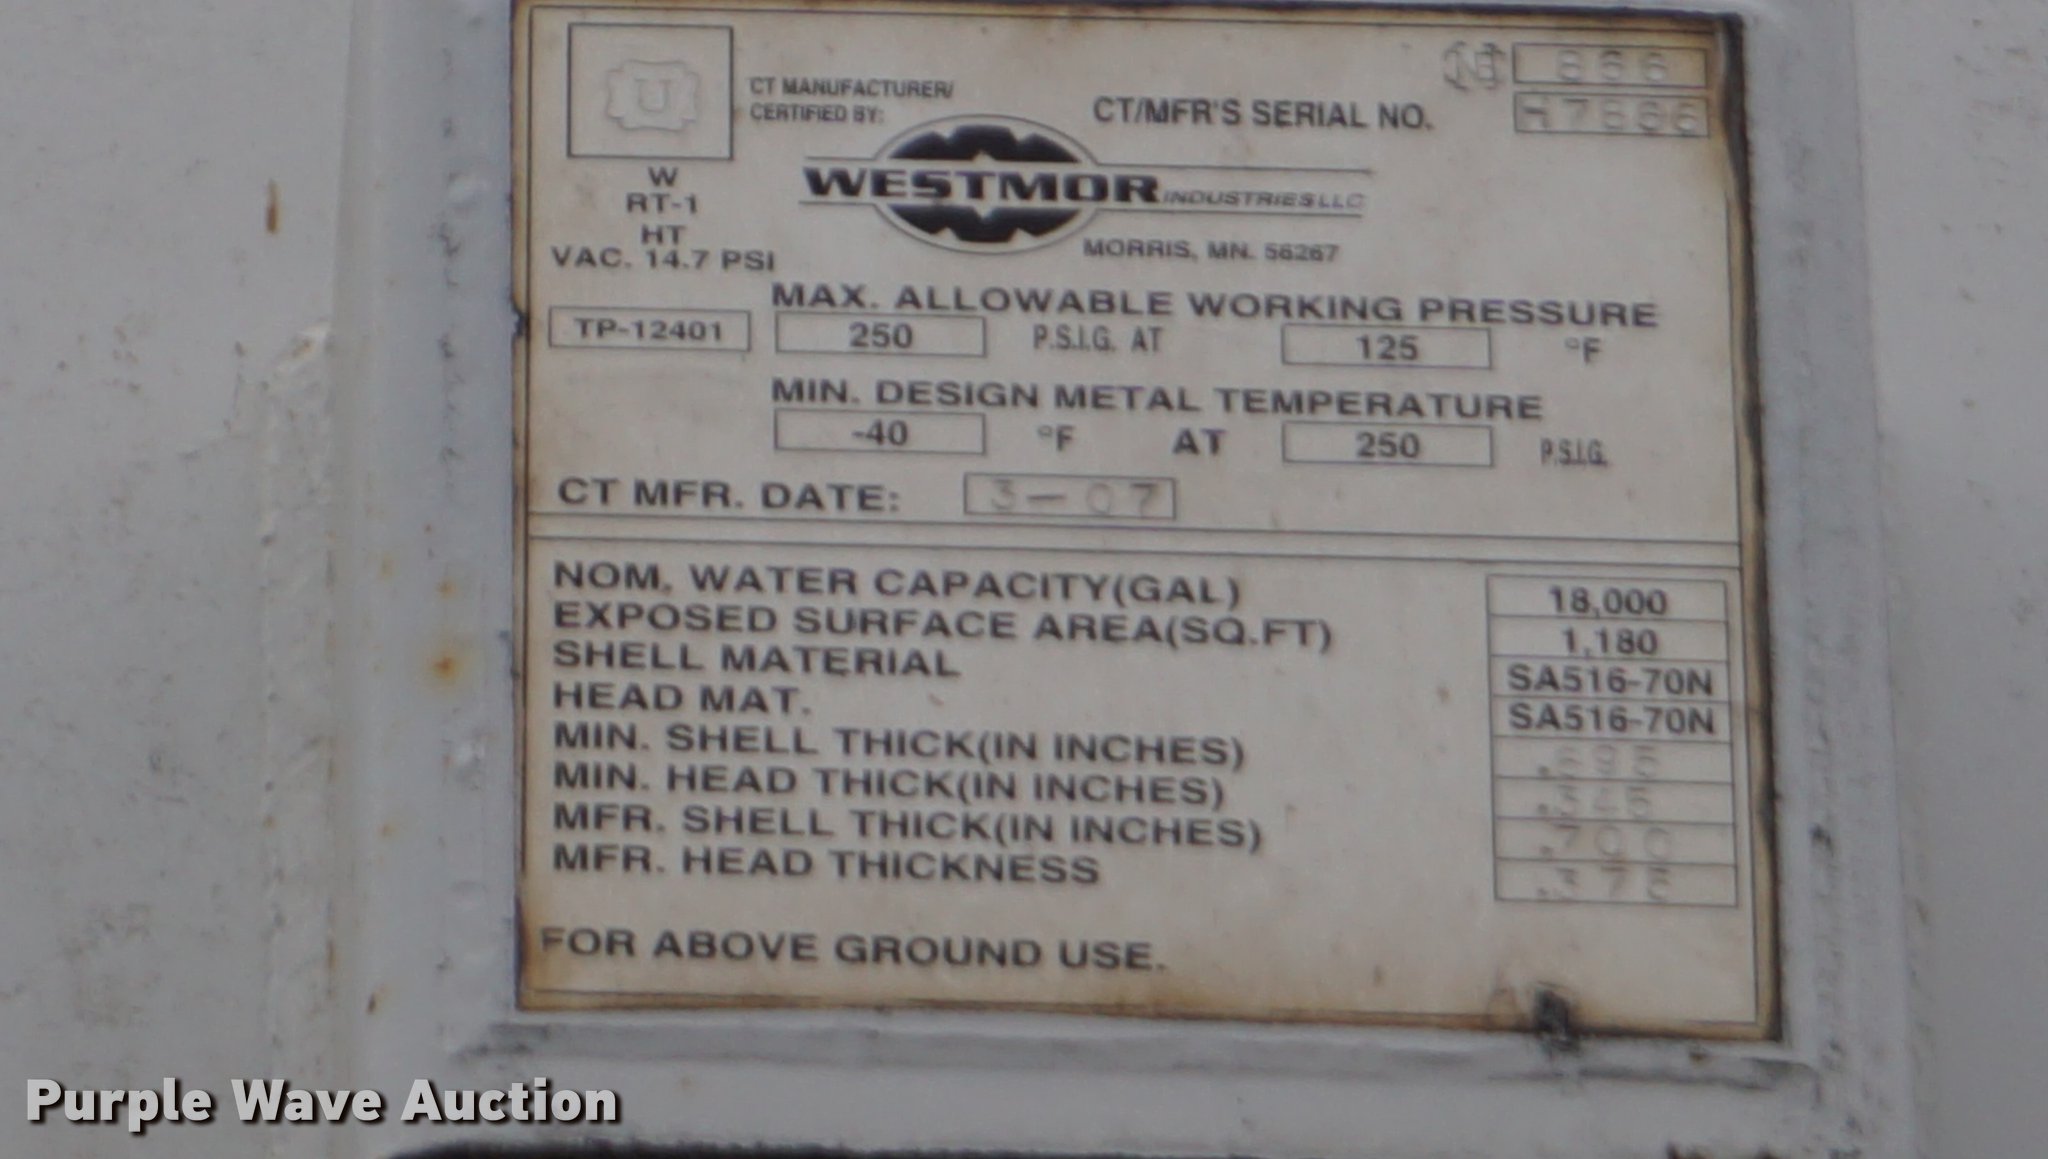 U
CT MANUFACTURER/
CERTIFIED BY:
CT/MFR'S SERIAL NO.
NB 866
H7866
W
RT-1
HT
VAC. 14.7 PSI
WESTMOR INDUSTRIES LLC
MORRIS, MN. 56267
MAX. ALLOWABLE WORKING PRESSURE
TP-12401 250 P.S.I.G. AT 125 °F
MIN. DESIGN METAL TEMPERATURE
-40 °F AT 250 P.S.I.G.
CT MFR. DATE: 3-07
NOM. WATER CAPACITY(GAL) 18,000
EXPOSED SURFACE AREA(SQ.FT) 1,180
SHELL MATERIAL SA516-70N
HEAD MAT. SA516-70N
MIN. SHELL THICK(IN INCHES) .695
MIN. HEAD THICK(IN INCHES)
MFR. SHELL THICK(IN INCHES) .700
MFR. HEAD THICKNESS .375
FOR ABOVE GROUND USE.
Purple Wave Auction